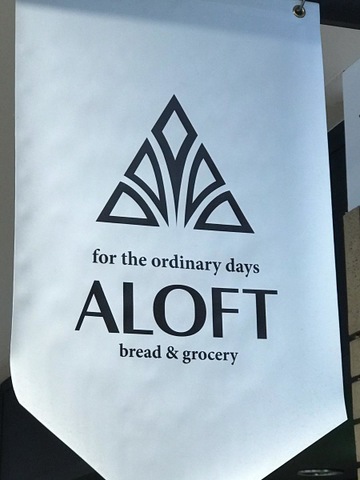 for the ordinary days
ALOFT
bread & grocery